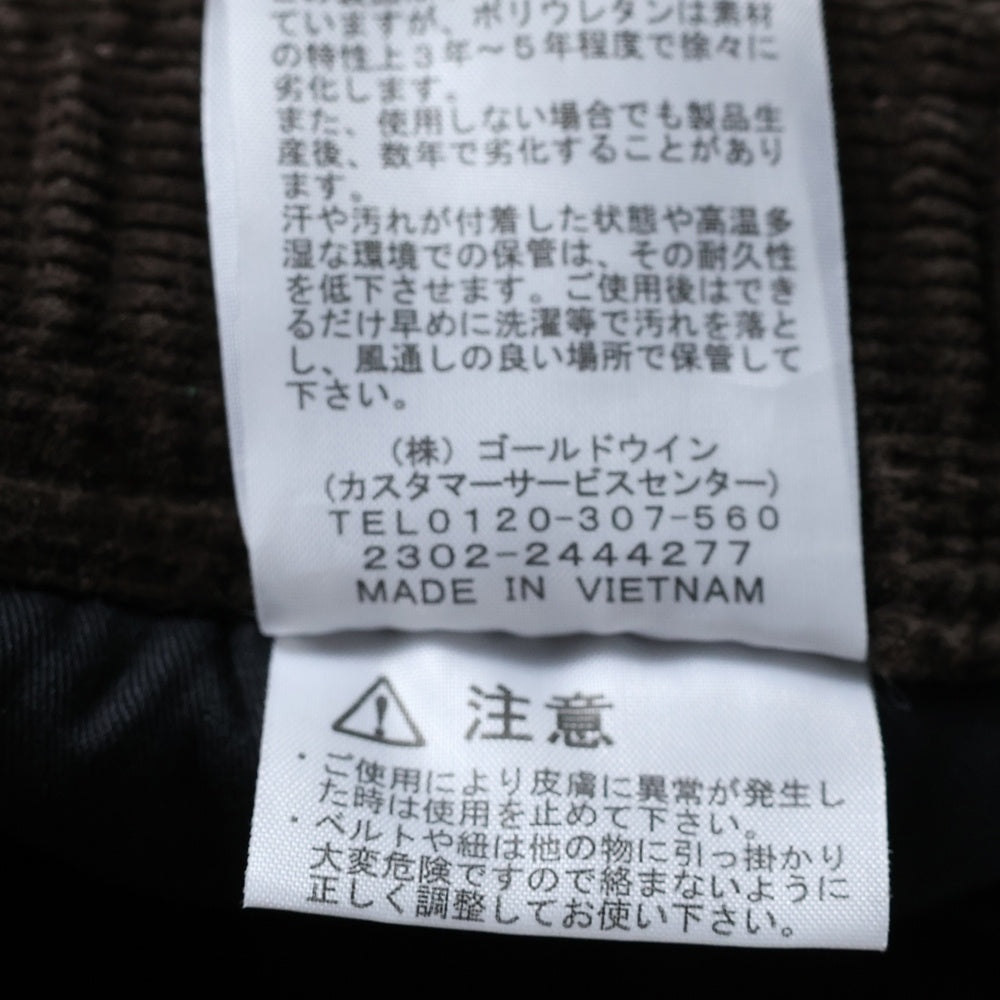 ていますが、ポリウレタンは素材
の特性上3年～5年程度で徐々に
劣化します。
また、使用しない場合でも製品生
産後、数年で劣化することがあり
ます。
汗や汚れが付着した状態や高温多
湿な環境での保管は、その耐久性
を低下させます。ご使用後はでき
るだけ早めに洗濯等で汚れを落と
し、風通しの良い場所で保管して
下さい。
（株）ゴールドウイン
（カスタマーサービスセンター）
TEL0120-307-560
2302-2444277
MADE IN VIETNAM
注意
・ご使用により皮膚に異常が発生し
た時は使用を止めて下さい。
・ベルトや紐は他の物に引っ掛かり
大変危険ですので絡まないように
正しく調整してお使い下さい。